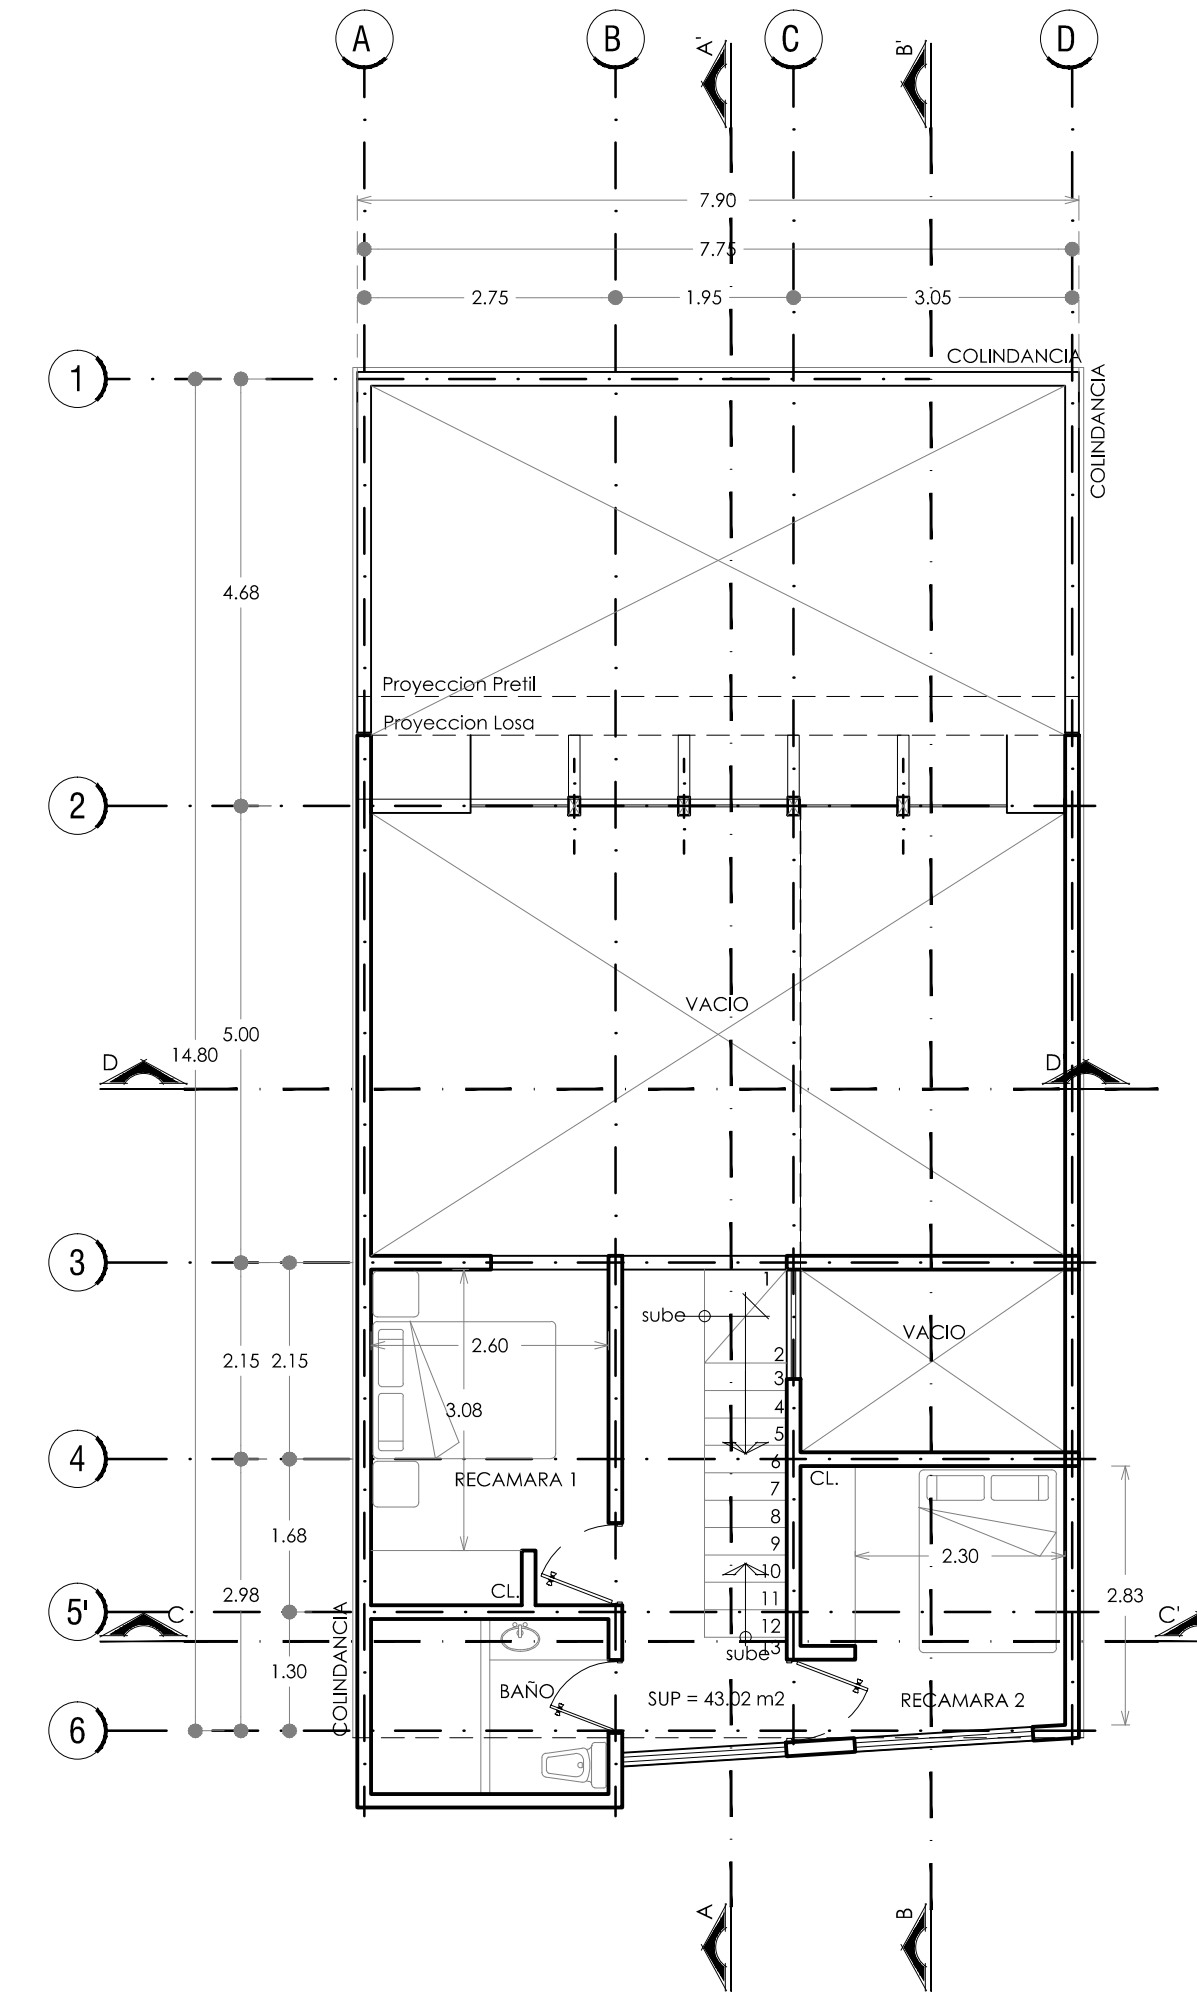 A B C D
A' B'
7.90
7.75
2.75 1.95 3.05
COLINDANCIA
COLINDANCIA
1
4.68
Proyeccion Pretil
Proyeccion Losa
2
VACIO
5.00
14.80
D D
3
1
sube
2.15 2.15
2.60
VACIO
2
3
3.08
4
5
4
6
RECAMARA 1
CL.
7
8
1.68
9
2.30
10
CL.
2.98
2.83
11
5'
C C'
12
13
sube
COLINDANCIA
1.30
BAÑO
SUP = 43.02 m2
RECAMARA 2
6
A B